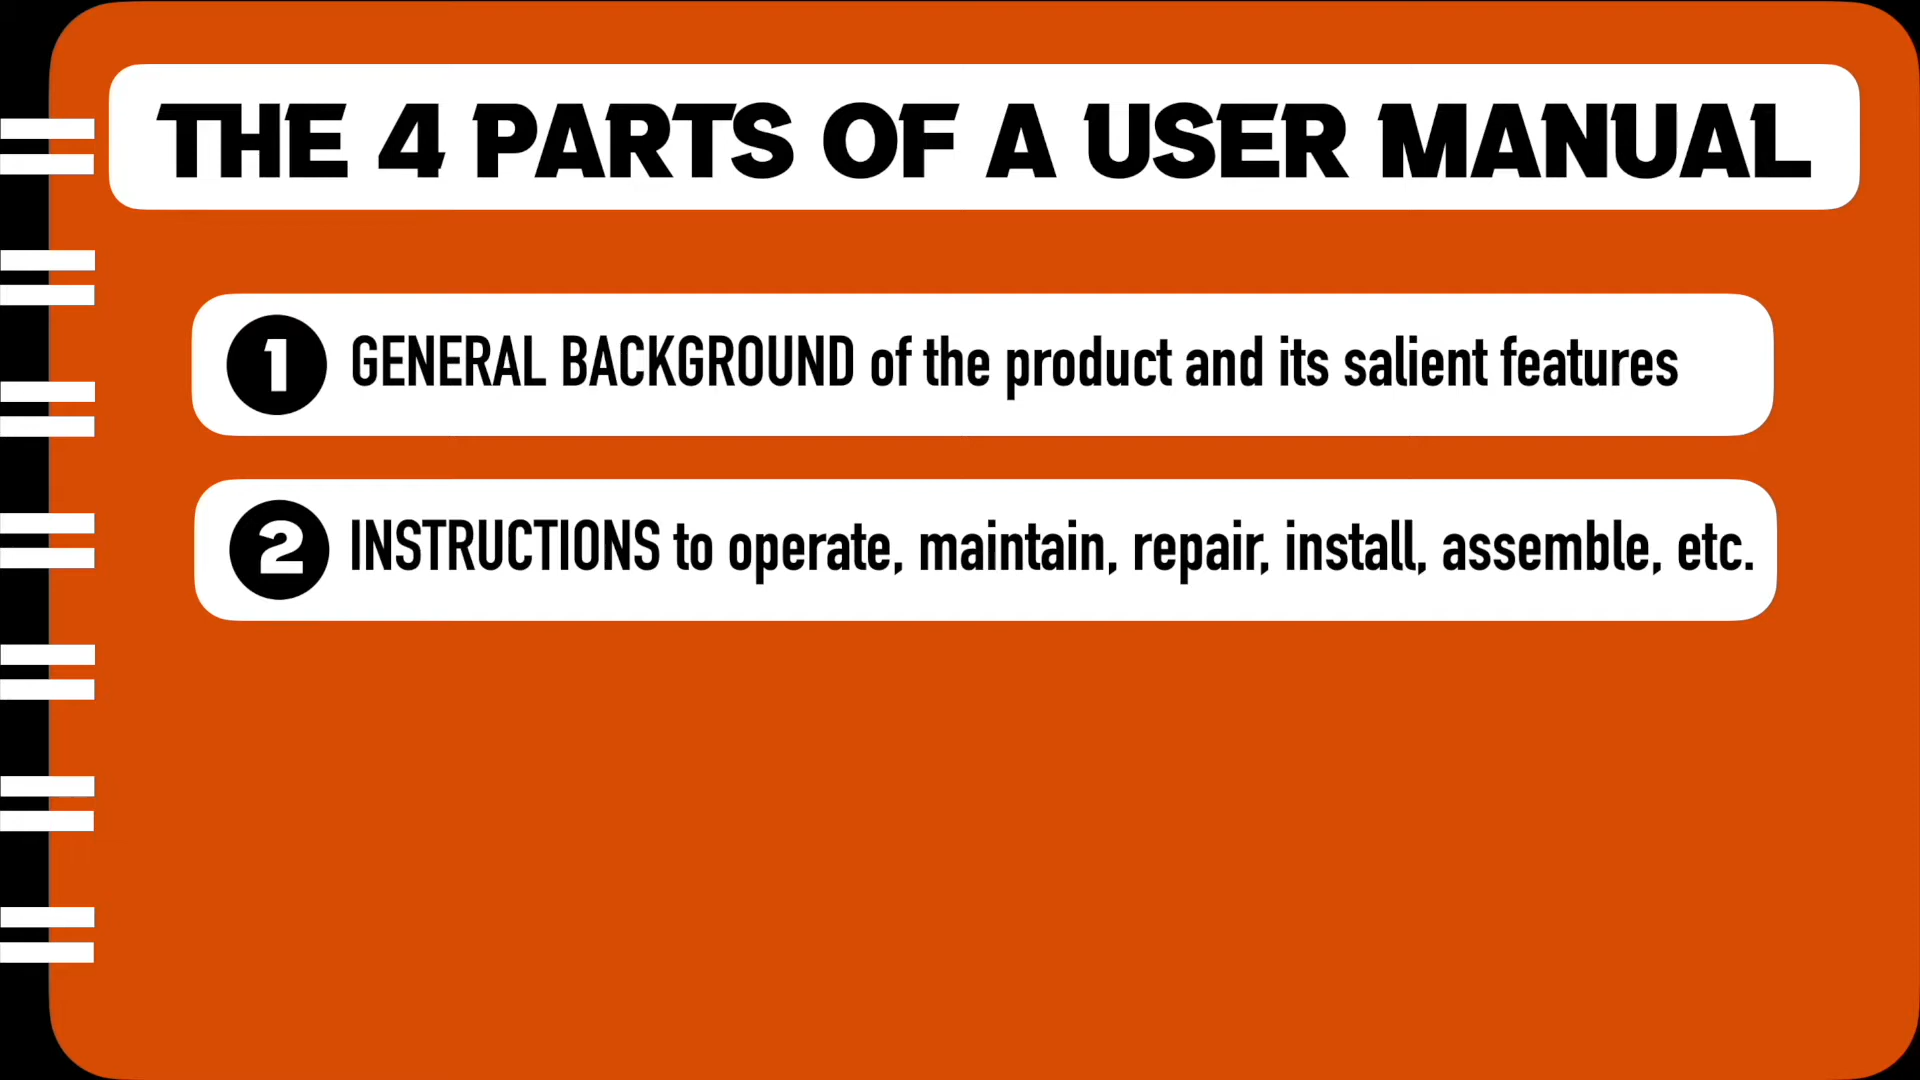 THE 4 PARTS OF A USER MANUAL
1 GENERAL BACKGROUND of the product and its salient features
2 INSTRUCTIONS to operate, maintain, repair, install, assemble, etc.